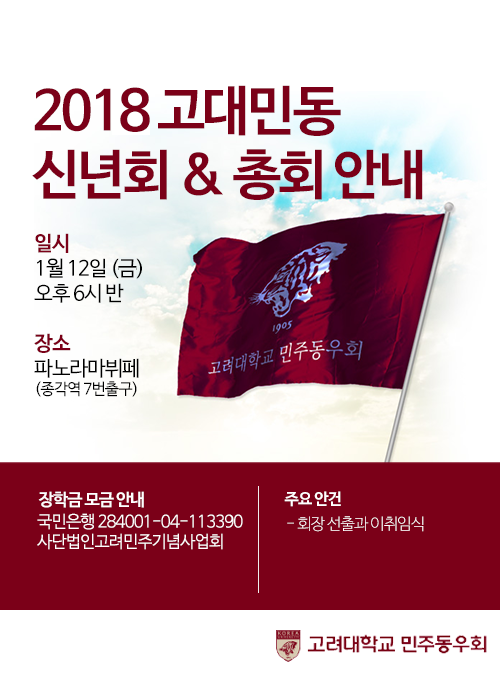 2018 고대민동
신년회 & 총회 안내
일시
1월 12일 (금)
오후 6시 반
장소
파노라마뷔페
(종각역 7번출구)
1905
고려대학교 민주동우회
장학금 모금 안내
국민은행 284001-04-113390
사단법인고려민주기념사업회
주요 안건
- 회장 선출과 이취임식
KOREA
고려대학교 민주동우회